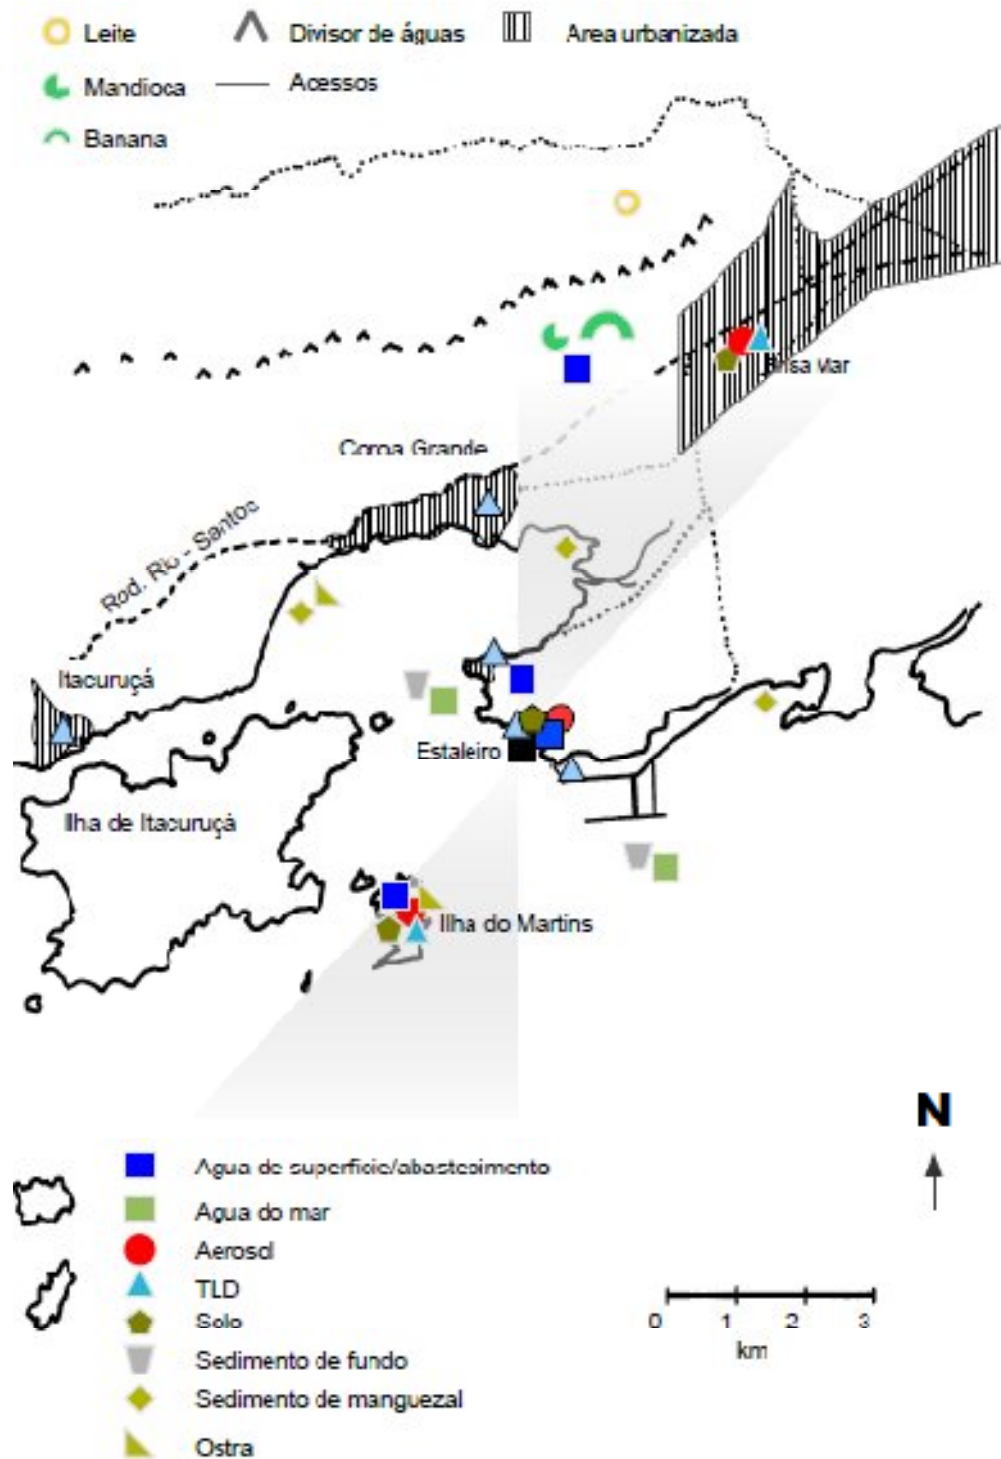 Leite
Divisor de águas
Area urbanizada
Mandioca
Acessos
Banana
Coroa Grande
Rod. Rio - Santos
Itacuruçá
Estaleiro
Ilha de Itacuruçá
Ilha do Martins
N
Agua de superficie/abastecimento
Agua do mar
Aerosol
TLD
Solo
0 1 2 3
km
Sedimento de fundo
Sedimento de manguezal
Ostra